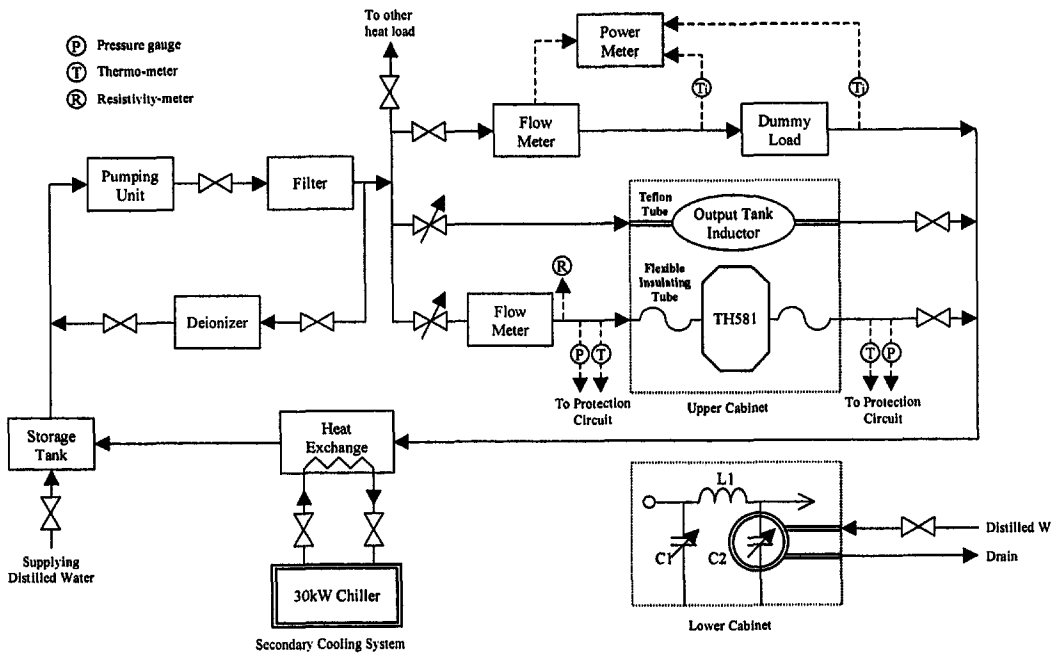 To other
heat load
P Pressure gauge
T Thermo-meter
R Resistivity-meter
Power
Meter
Ti
Ti
Flow
Meter
Dummy
Load
Pumping
Unit
Filter
Teflon
Tube
Output Tank
Inductor
Deionizer
R
Flow
Meter
Flexible
Insulating
Tube
TH581
P
T
T
P
To Protection
Circuit
Upper Cabinet
To Protection
Circuit
Storage
Tank
Heat
Exchange
Supplying
Distilled Water
30kW Chiller
Secondary Cooling System
L1
C1
C2
Distilled W
Drain
Lower Cabinet